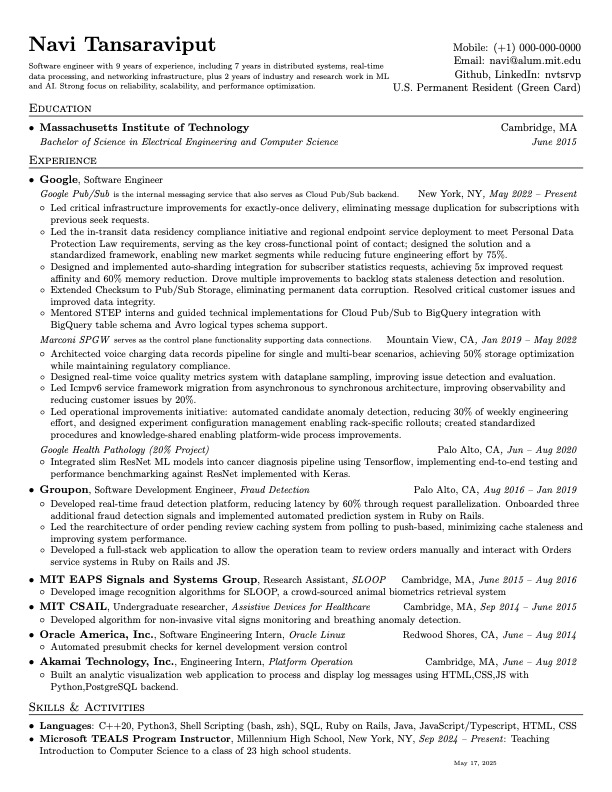 Navi Tansaraviput
Mobile: (+1) 000-000-0000
Email: navi@alum.mit.edu
Github, LinkedIn: nvtsrvp
U.S. Permanent Resident (Green Card)
Software engineer with 9 years of experience, including 7 years in distributed systems, real-time
data processing, and networking infrastructure, plus 2 years of industry and research work in ML
and AI. Strong focus on reliability, scalability, and performance optimization.
Education
• Massachusetts Institute of Technology Cambridge, MA
Bachelor of Science in Electrical Engineering and Computer Science June 2015
Experience
• Google, Software Engineer
Google Pub/Sub is the internal messaging service that also serves as Cloud Pub/Sub backend. New York, NY, May 2022 – Present
◦ Led critical infrastructure improvements for exactly-once delivery, eliminating message duplication for subscriptions with
previous seek requests.
◦ Led the in-transit data residency compliance initiative and regional endpoint service deployment to meet Personal Data
Protection Law requirements, serving as the key cross-functional point of contact; designed the solution and a
standardized framework, enabling new market segments while reducing future engineering effort by 75%.
◦ Designed and implemented auto-sharding integration for subscriber statistics requests, achieving 5x improved request
affinity and 60% memory reduction. Drove multiple improvements to backlog stats staleness detection and resolution.
◦ Extended Checksum to Pub/Sub Storage, eliminating permanent data corruption. Resolved critical customer issues and
improved data integrity.
◦ Mentored STEP interns and guided technical implementations for Cloud Pub/Sub to BigQuery integration with
BigQuery table schema and Avro logical types schema support.
Marconi SPGW serves as the control plane functionality supporting data connections. Mountain View, CA, Jan 2019 – May 2022
◦ Architected voice charging data records pipeline for single and multi-bear scenarios, achieving 50% storage optimization
while maintaining regulatory compliance.
◦ Designed real-time voice quality metrics system with dataplane sampling, improving issue detection and evaluation.
◦ Led Icmpv6 service framework migration from asynchronous to synchronous architecture, improving observability and
reducing customer issues by 20%.
◦ Led operational improvements initiative: automated candidate anomaly detection, reducing 30% of weekly engineering
effort, and designed experiment configuration management enabling rack-specific rollouts; created standardized
procedures and knowledge-shared enabling platform-wide process improvements.
Google Health Pathology (20% Project) Palo Alto, CA, Jun – Aug 2020
◦ Integrated slim ResNet ML models into cancer diagnosis pipeline using Tensorflow, implementing end-to-end testing and
performance benchmarking against ResNet implemented with Keras.
• Groupon, Software Development Engineer, Fraud Detection Palo Alto, CA, Aug 2016 – Jan 2019
◦ Developed real-time fraud detection platform, reducing latency by 60% through request parallelization. Onboarded three
additional fraud detection signals and implemented automated prediction system in Ruby on Rails.
◦ Led the rearchitecture of order pending review caching system from polling to push-based, minimizing cache staleness and
improving system performance.
◦ Developed a full-stack web application to allow the operation team to review orders manually and interact with Orders
service systems in Ruby on Rails and JS.
• MIT EAPS Signals and Systems Group, Research Assistant, SLOOP Cambridge, MA, June 2015 – Aug 2016
◦ Developed image recognition algorithms for SLOOP, a crowd-sourced animal biometrics retrieval system
• MIT CSAIL, Undergraduate researcher, Assistive Devices for Healthcare Cambridge, MA, Sep 2014 – June 2015
◦ Developed algorithm for non-invasive vital signs monitoring and breathing anomaly detection.
• Oracle America, Inc., Software Engineering Intern, Oracle Linux Redwood Shores, CA, June – Aug 2014
◦ Automated presubmit checks for kernel development version control
• Akamai Technology, Inc., Engineering Intern, Platform Operation Cambridge, MA, June – Aug 2012
◦ Built an analytic visualization web application to process and display log messages using HTML,CSS,JS with
Python,PostgreSQL backend.
Skills & Activities
• Languages: C++20, Python3, Shell Scripting (bash, zsh), SQL, Ruby on Rails, Java, JavaScript/Typescript, HTML, CSS
• Microsoft TEALS Program Instructor, Millennium High School, New York, NY, Sep 2024 – Present: Teaching
Introduction to Computer Science to a class of 23 high school students.
May 17, 2025